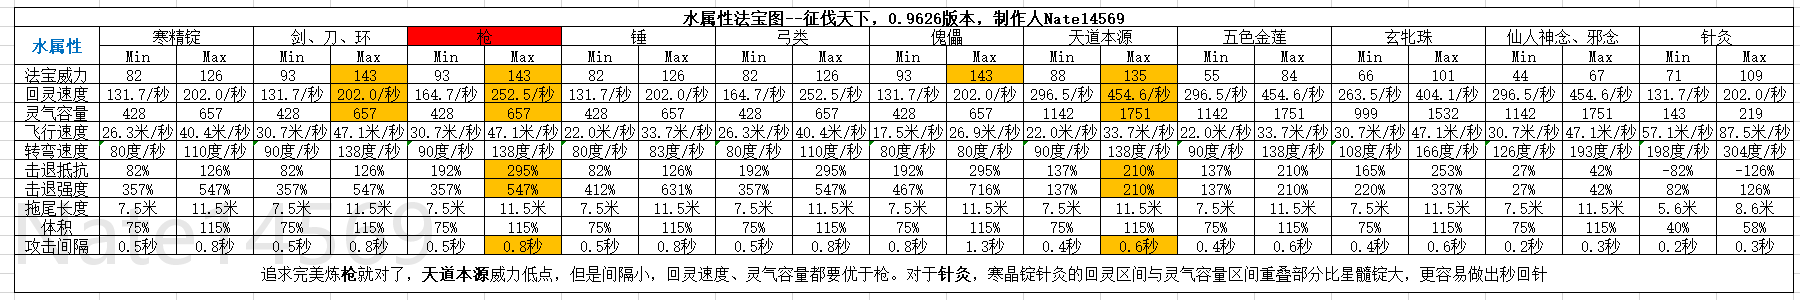 水属性法宝图--征伐天下，0.9626版本，制作人Nate14569
水属性 寒精锭 剑、刀、环 枪 锤 弓类 傀儡 天道本源 五色金莲 玄牝珠 仙人神念、邪念 针灸
Min Max Min Max Min Max Min Max Min Max Min Max Min Max Min Max Min Max Min Max Min Max
法宝威力 82 126 93 143 93 143 82 126 82 126 93 143 88 135 55 84 66 101 44 67 71 109
回灵速度 131.7/秒 202.0/秒 131.7/秒 202.0/秒 164.7/秒 252.5/秒 131.7/秒 202.0/秒 164.7/秒 252.5/秒 131.7/秒 202.0/秒 296.5/秒 454.6/秒 296.5/秒 454.6/秒 263.5/秒 404.1/秒 296.5/秒 454.6/秒 131.7/秒 202.0/秒
灵气容量 428 657 428 657 428 657 428 657 428 657 428 657 1142 1751 1142 1751 999 1532 1142 1751 143 219
飞行速度 26.3米/秒 40.4米/秒 30.7米/秒 47.1米/秒 30.7米/秒 47.1米/秒 22.0米/秒 33.7米/秒 26.3米/秒 40.4米/秒 17.5米/秒 26.9米/秒 22.0米/秒 33.7米/秒 22.0米/秒 33.7米/秒 30.7米/秒 47.1米/秒 30.7米/秒 47.1米/秒 57.1米/秒 87.5米/秒
转弯速度 80度/秒 110度/秒 90度/秒 138度/秒 90度/秒 138度/秒 80度/秒 83度/秒 80度/秒 110度/秒 80度/秒 80度/秒 90度/秒 138度/秒 90度/秒 138度/秒 108度/秒 166度/秒 126度/秒 193度/秒 198度/秒 304度/秒
击退抵抗 82% 126% 82% 126% 192% 295% 82% 126% 192% 295% 82% 126% 137% 210% 137% 210% 165% 253% 27% 42% -82% -126%
击退强度 357% 547% 357% 547% 357% 547% 412% 631% 357% 547% 467% 716% 137% 210% 137% 210% 220% 337% 27% 42% 82% 126%
拖尾长度 7.5米 11.5米 7.5米 11.5米 7.5米 11.5米 7.5米 11.5米 7.5米 11.5米 7.5米 11.5米 7.5米 11.5米 7.5米 11.5米 7.5米 11.5米 7.5米 11.5米 5.6米 8.6米
体积 75% 115% 75% 115% 75% 115% 75% 115% 75% 115% 75% 115% 75% 115% 75% 115% 75% 115% 75% 115% 40% 58%
攻击间隔 0.5秒 0.8秒 0.5秒 0.8秒 0.5秒 0.8秒 0.5秒 0.8秒 0.5秒 0.8秒 0.8秒 1.3秒 0.4秒 0.6秒 0.4秒 0.6秒 0.4秒 0.6秒 0.2秒 0.3秒 0.2秒 0.3秒
追求完美炼枪就对了，天道本源威力低点，但是间隔小，回灵速度、灵气容量都要优于枪。对于针灸，寒晶锭针灸的回灵区间与灵气容量区间重叠部分比星髓锭大，更容易做出秒回针
Nate14569